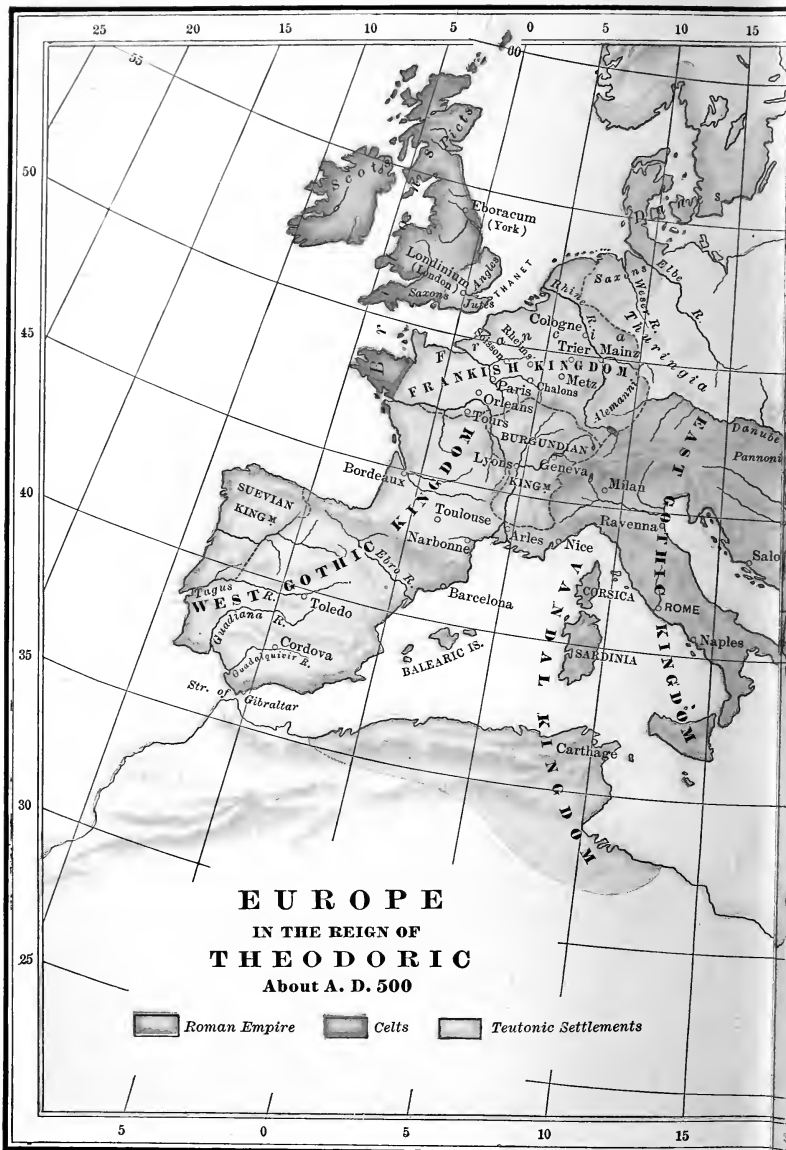 25 20 15 10 5 0 5 10 15
55
60
50
45
40
35
30
25
Scots
Picts
Danes
Eboracum
(York)
Londinium
(London)
Angles
Saxons
Jutes
THANET
Saxons
Elbe R.
Weser R.
Rhine R.
Thuringia
Cologne
Trier
Mainz
Soissons
Rheims
FRANKISH KINGDOM
Metz
Paris
Chalons
Alemanni
Orleans
Tours
BURGUNDIAN
KINGM
Danube
Pannoni
Lyons
Geneva
Bordeaux
Milan
SUEVIAN
KINGM
Toulouse
Ravenna
Narbonne
Arles
Nice
Salo
EAST GOTHIC KINGDOM
WEST GOTHIC KINGDOM
Ebro R.
Tagus R.
Toledo
Barcelona
CORSICA
ROME
Guadiana R.
Cordova
Guadalquivir R.
BALEARIC IS.
SARDINIA
Naples
Str. of Gibraltar
VANDAL KINGDOM
Carthage
EUROPE
IN THE REIGN OF
THEODORIC
About A. D. 500
Roman Empire Celts Teutonic Settlements
5 0 5 10 15